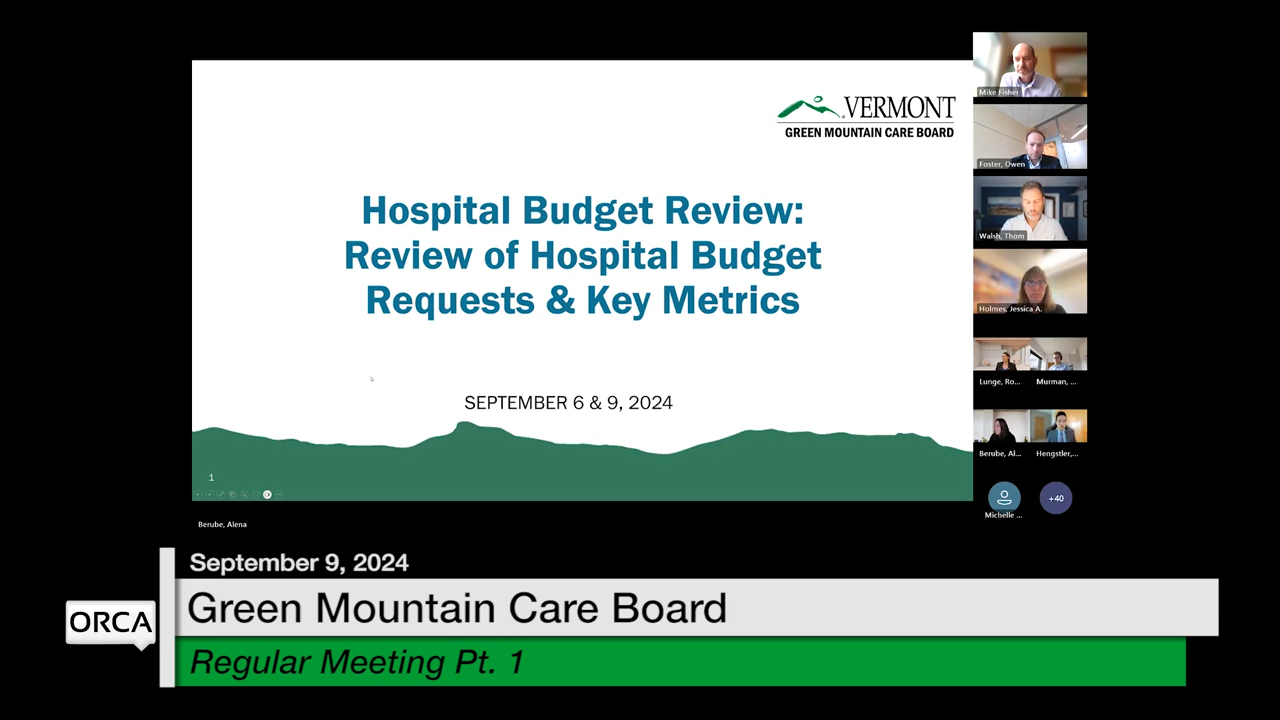 VERMONT
GREEN MOUNTAIN CARE BOARD
Hospital Budget Review:
Review of Hospital Budget
Requests & Key Metrics
SEPTEMBER 6 & 9, 2024
1
Berube, Alena
Mike Fisher
Foster, Owen
Walsh, Thom
Holmes, Jessica A.
Lunge, Ro...
Murman, ...
Berube, Al...
Hengstler,...
Michelle ...
+40
September 9, 2024
ORCA
Green Mountain Care Board
Regular Meeting Pt. 1